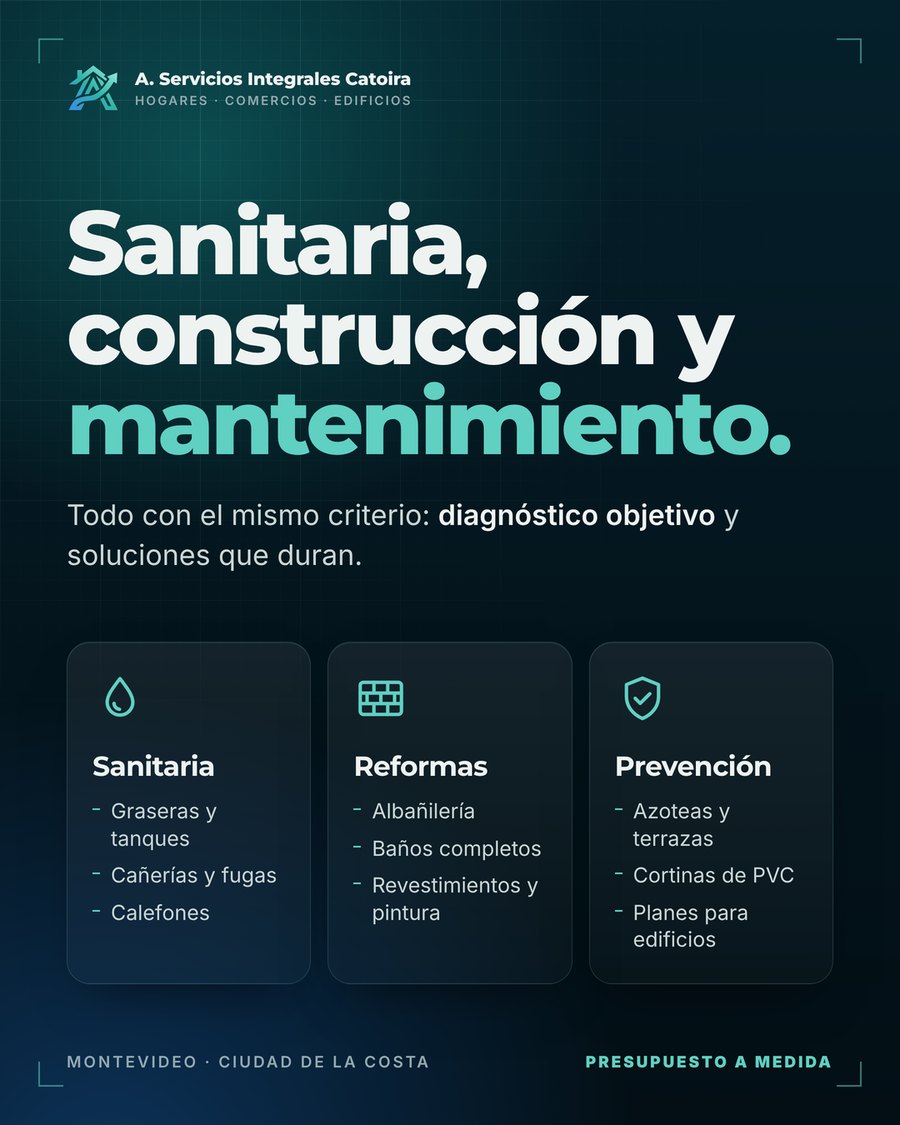 A. Servicios Integrales Catoira
HOGARES · COMERCIOS · EDIFICIOS
Sanitaria,
construcción y
mantenimiento.
Todo con el mismo criterio: diagnóstico objetivo y
soluciones que duran.
Sanitaria
- Graseras y
tanques
- Cañerías y fugas
- Calefones
Reformas
- Albañilería
- Baños completos
- Revestimientos y
pintura
Prevención
- Azoteas y
terrazas
- Cortinas de PVC
- Planes para
edificios
MONTEVIDEO · CIUDAD DE LA COSTA
PRESUPUESTO A MEDIDA